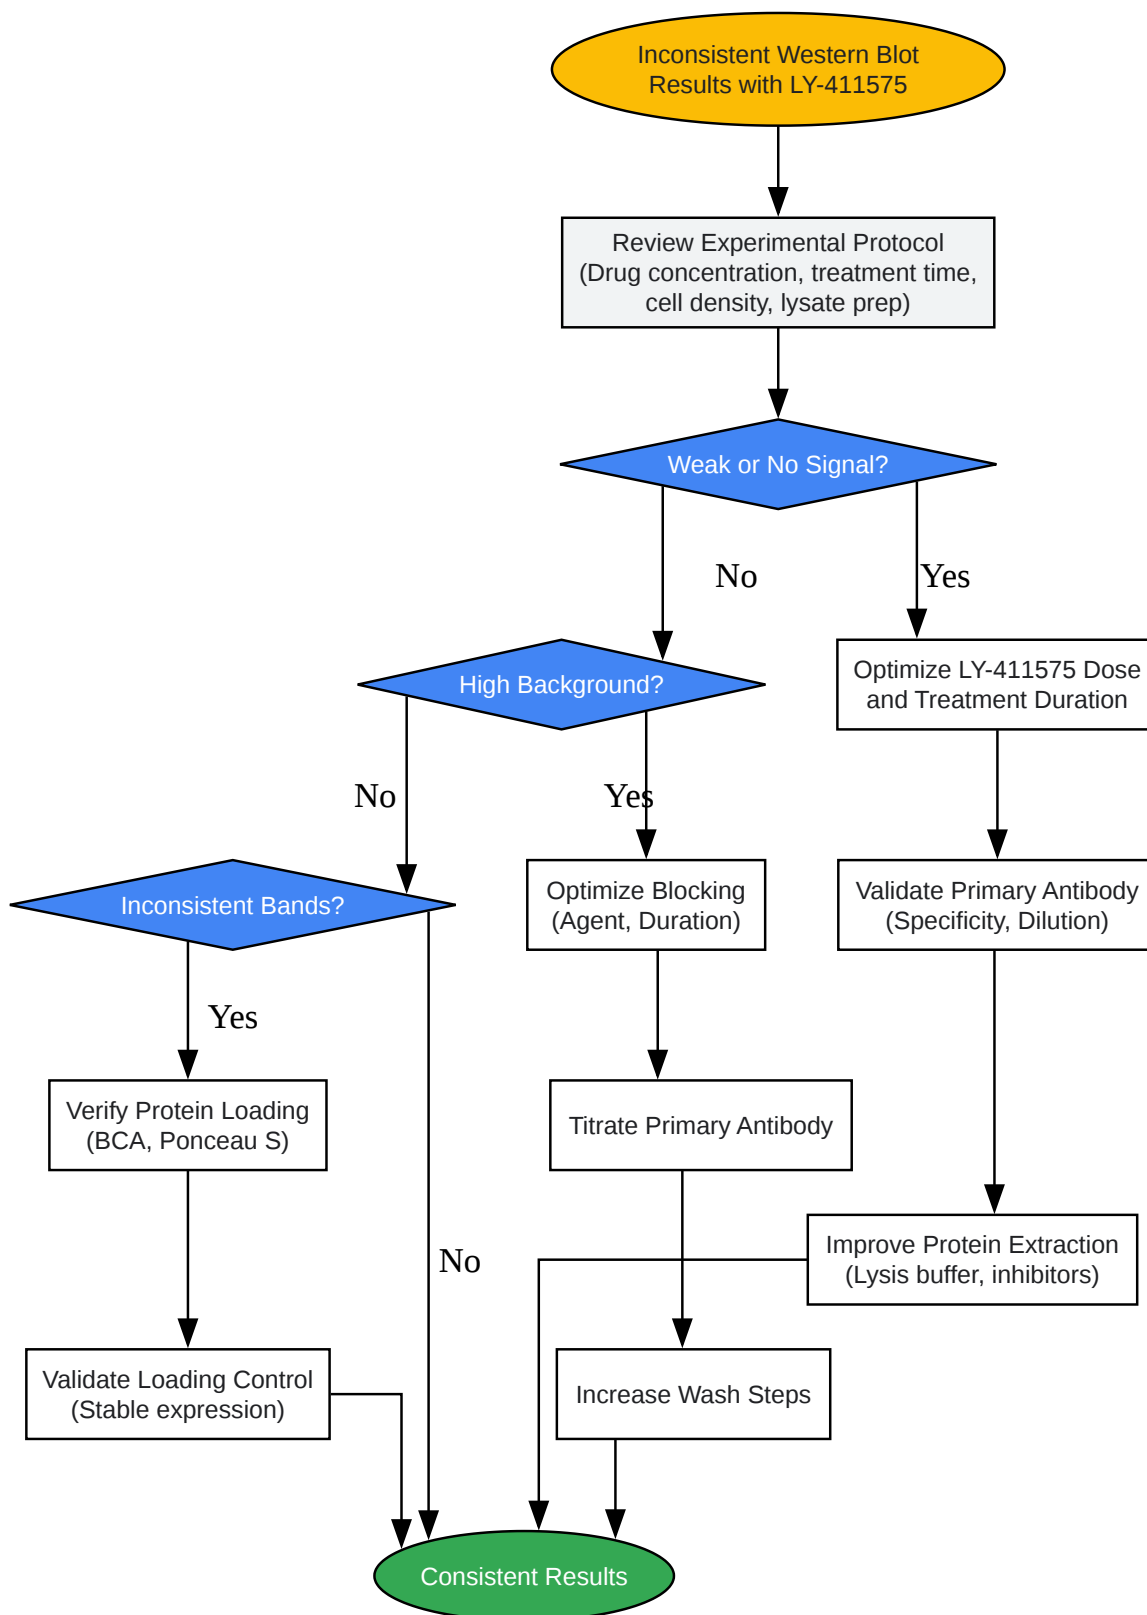 Inconsistent Western Blot
Results with LY-411575
Review Experimental Protocol
(Drug concentration, treatment time,
cell density, lysate prep)
Weak or No Signal?
No
Yes
High Background?
Optimize LY-411575 Dose
and Treatment Duration
No
Yes
Inconsistent Bands?
Optimize Blocking
(Agent, Duration)
Validate Primary Antibody
(Specificity, Dilution)
Yes
Verify Protein Loading
(BCA, Ponceau S)
Titrate Primary Antibody
No
Improve Protein Extraction
(Lysis buffer, inhibitors)
Validate Loading Control
(Stable expression)
Increase Wash Steps
Consistent Results